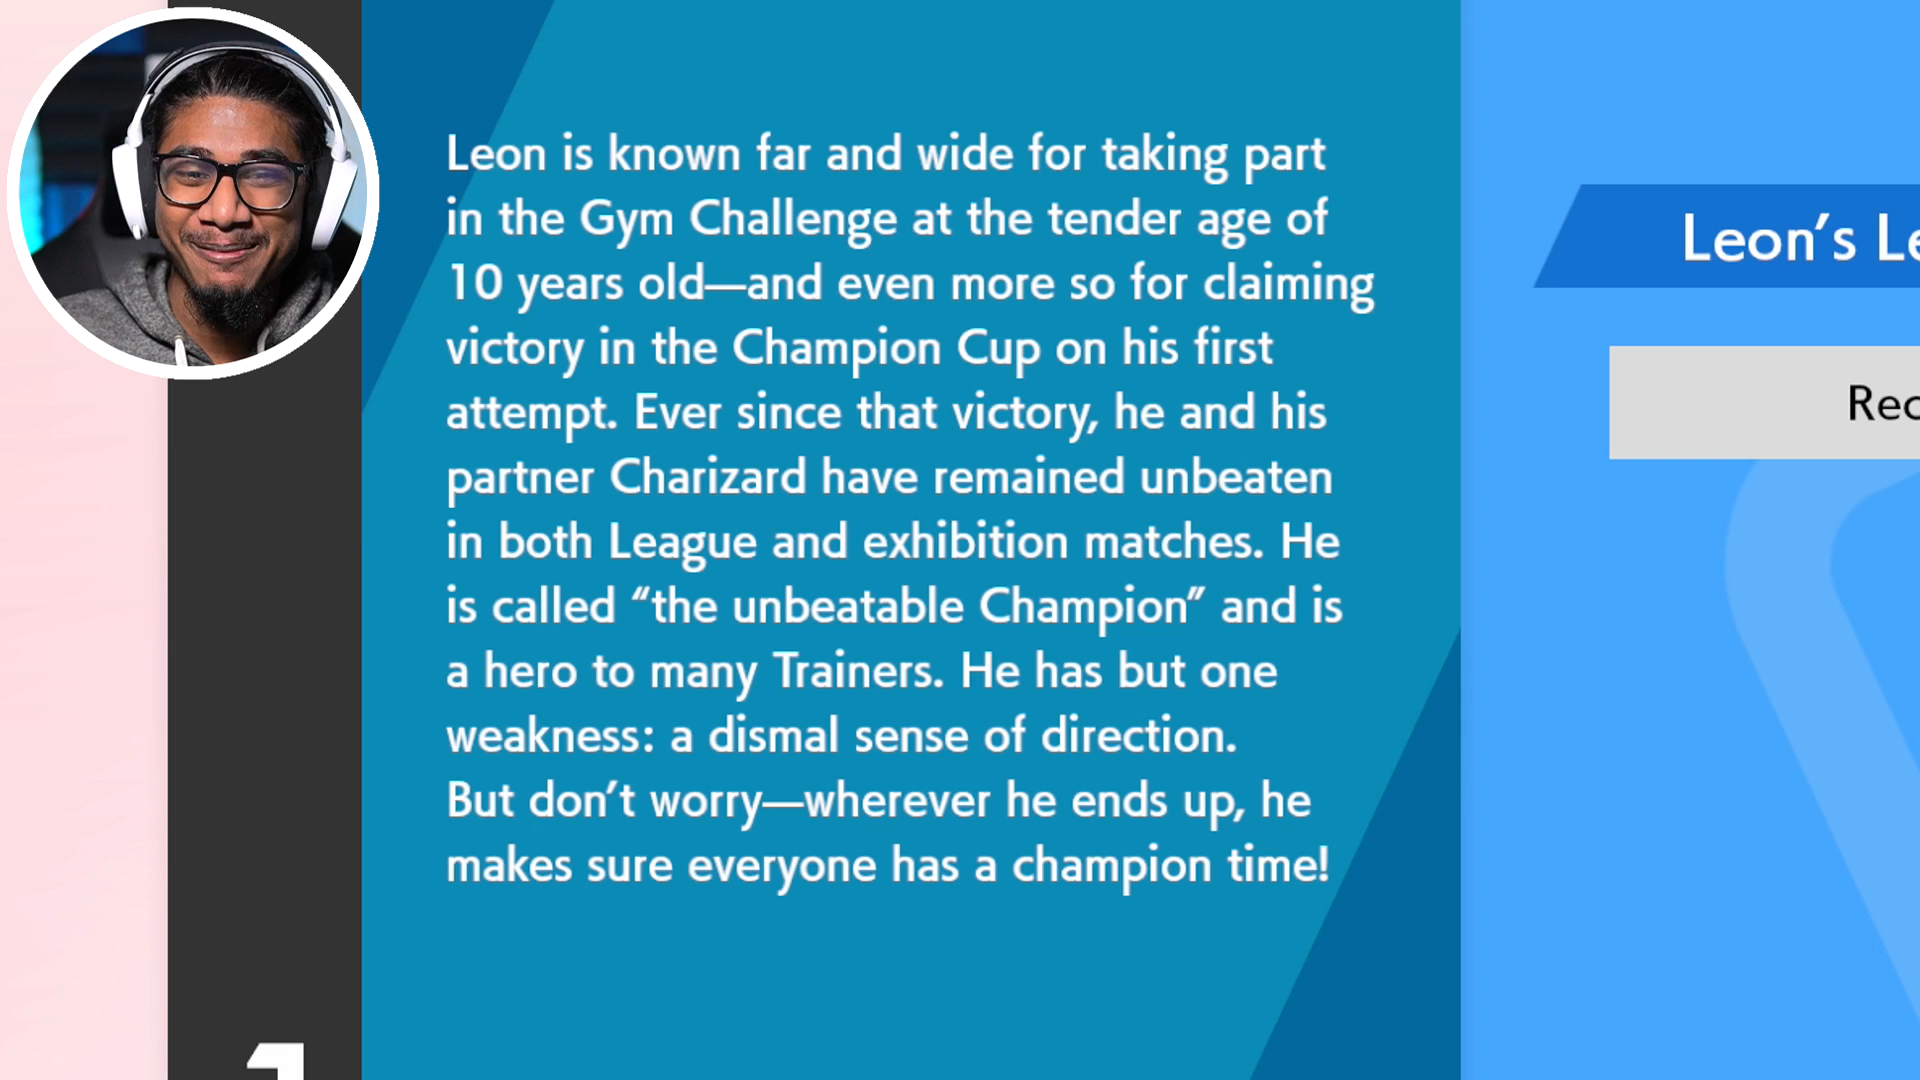 Leon is known far and wide for taking part
in the Gym Challenge at the tender age of
10 years old—and even more so for claiming
victory in the Champion Cup on his first
attempt. Ever since that victory, he and his
partner Charizard have remained unbeaten
in both League and exhibition matches. He
is called “the unbeatable Champion” and is
a hero to many Trainers. He has but one
weakness: a dismal sense of direction.
But don’t worry—wherever he ends up, he
makes sure everyone has a champion time!
Leon’s
1